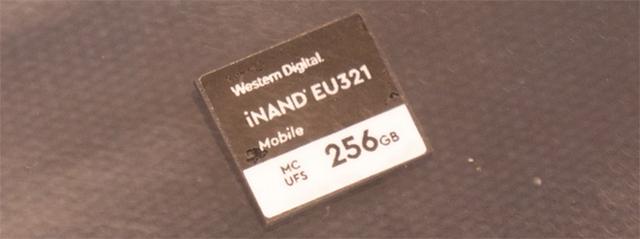 Western Digital.
iNAND® EU321
Mobile
MC
UFS
256GB